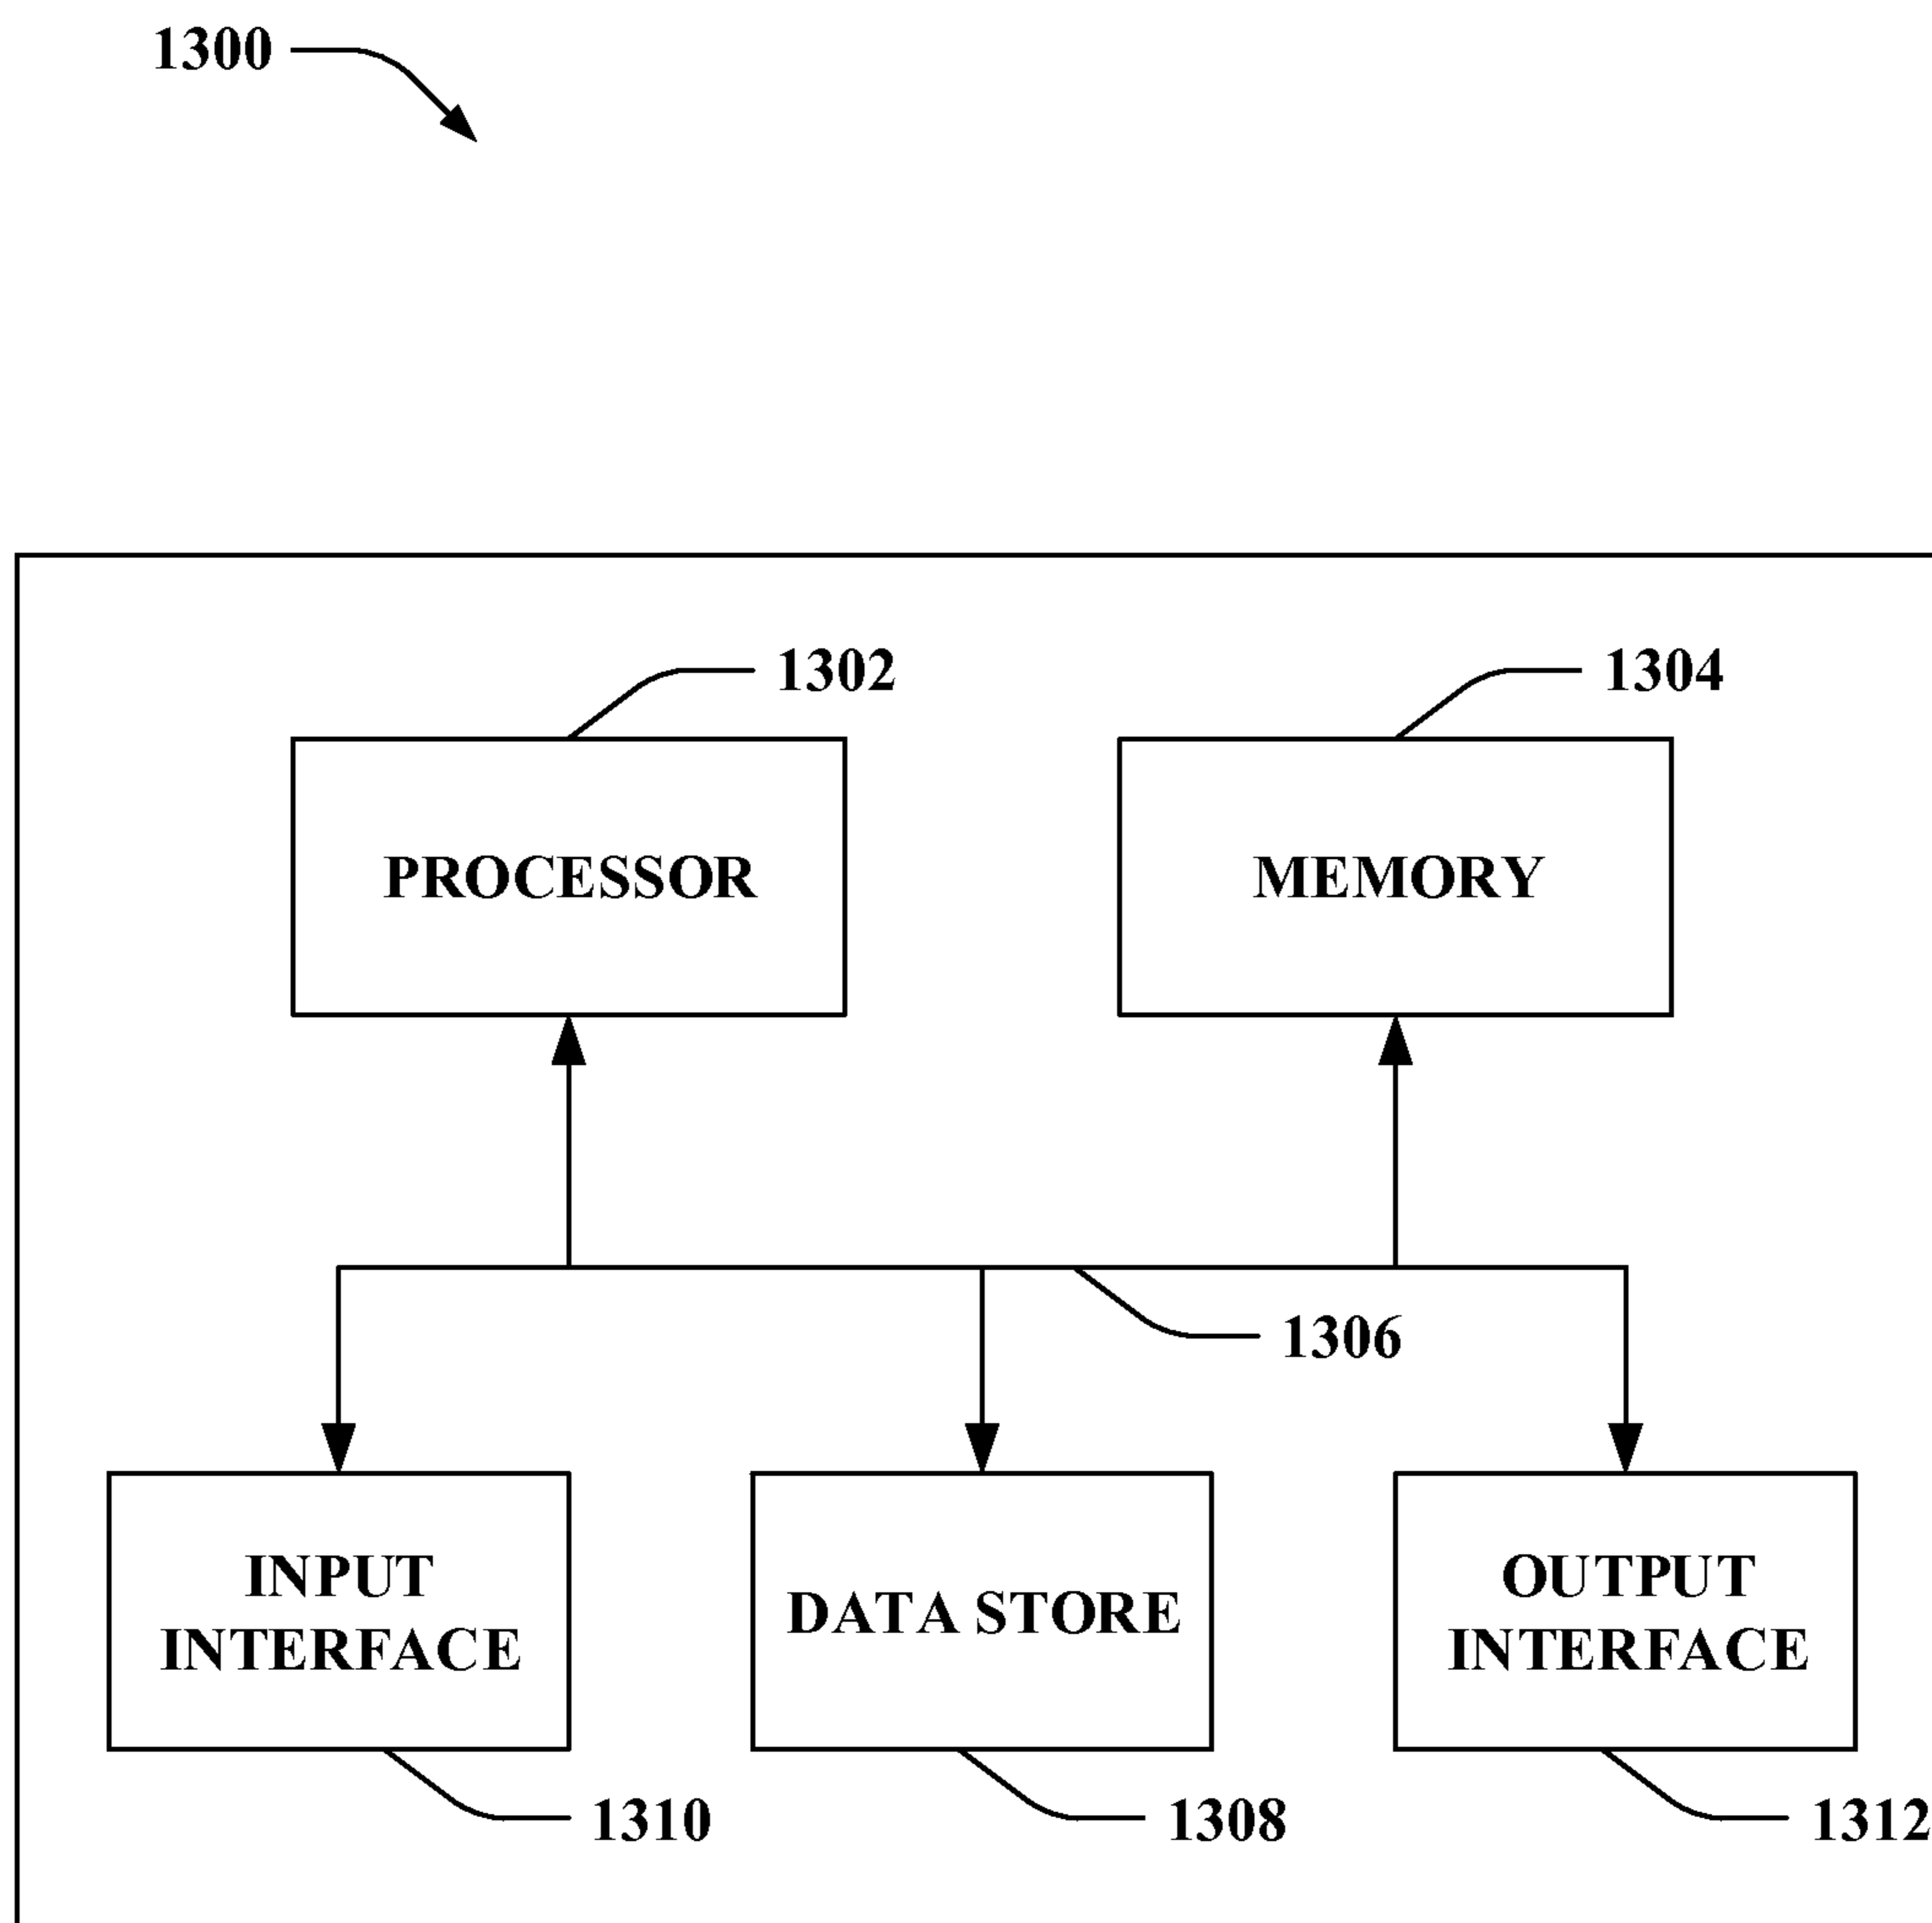 1300
1302
1304
PROCESSOR
MEMORY
1306
INPUT
INTERFACE
DATA STORE
OUTPUT
INTERFACE
1310
1308
1312